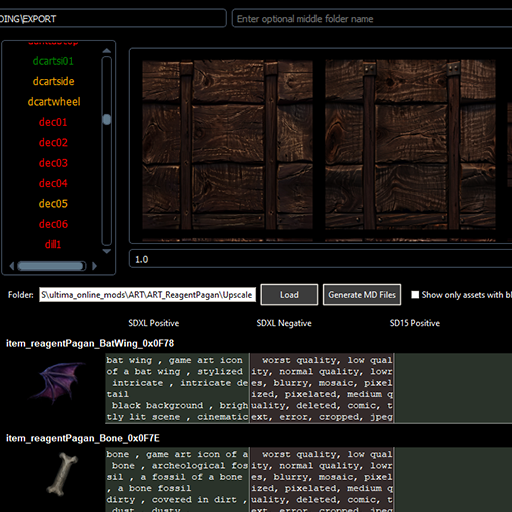 DING\EXPORT
Enter optional middle folder name
dcartsi01
dcartside
dcartwheel
dec01
dec02
dec03
dec04
dec05
dec06
dill1
1.0
Folder: S\ultima_online_mods\ART\ART_ReagentPagan\Upscale Load Generate MD Files Show only assets with bl
SDXL Positive SDXL Negative SD15 Positive
item_reagentPagan_BatWing_0x0F78
bat wing , game art icon
of a bat wing , stylized
, intricate , intricate de
tail
black background , brigh
tly lit scene , cinematic
worst quality, low qual
ity, normal quality, lowr
es, blurry, mosaic, pixel
ized, pixelated, medium q
uality, deleted, comic, t
ext, error, cropped, jpeg
item_reagentPagan_Bone_0x0F7E
bone , game art icon of a
bone , archeological fos
sil , a fossil of a bone
, a bone fossil
dirty , covered in dirt ,
dust , dusty
worst quality, low qual
ity, normal quality, lowr
es, blurry, mosaic, pixel
ized, pixelated, medium q
uality, deleted, comic, t
ext, error, cropped, jpeg